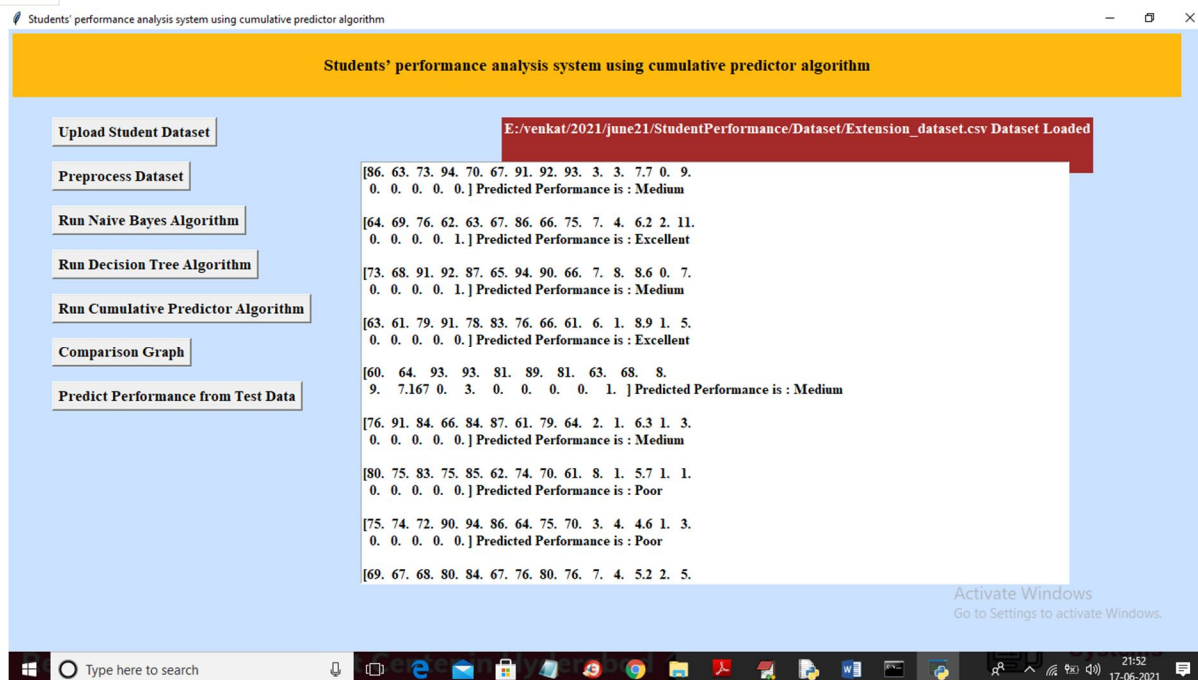 Students' performance analysis system using cumulative predictor algorithm
Students’ performance analysis system using cumulative predictor algorithm
Upload Student Dataset
E:/venkat/2021/june21/StudentPerformance/Dataset/Extension_dataset.csv Dataset Loaded
Preprocess Dataset
Run Naive Bayes Algorithm
Run Decision Tree Algorithm
Run Cumulative Predictor Algorithm
Comparison Graph
Predict Performance from Test Data
[86. 63. 73. 94. 70. 67. 91. 92. 93. 3. 3. 7.7 0. 9.
0. 0. 0. 0. 0. ] Predicted Performance is : Medium
[64. 69. 76. 62. 63. 67. 86. 66. 75. 7. 4. 6.2 2. 11.
0. 0. 0. 0. 1. ] Predicted Performance is : Excellent
[73. 68. 91. 92. 87. 65. 94. 90. 66. 7. 8. 8.6 0. 7.
0. 0. 0. 0. 1. ] Predicted Performance is : Medium
[63. 61. 79. 91. 78. 83. 76. 66. 61. 6. 1. 8.9 1. 5.
0. 0. 0. 0. 0. ] Predicted Performance is : Excellent
[60. 64. 93. 93. 81. 89. 81. 63. 68. 8.
9. 7.167 0. 3. 0. 0. 0. 0. 1. ] Predicted Performance is : Medium
[76. 91. 84. 66. 84. 87. 61. 79. 64. 2. 1. 6.3 1. 3.
0. 0. 0. 0. 0. ] Predicted Performance is : Medium
[80. 75. 83. 75. 85. 62. 74. 70. 61. 8. 1. 5.7 1. 1.
0. 0. 0. 0. 0. ] Predicted Performance is : Poor
[75. 74. 72. 90. 94. 86. 64. 75. 70. 3. 4. 4.6 1. 3.
0. 0. 0. 0. 0. ] Predicted Performance is : Poor
[69. 67. 68. 80. 84. 67. 76. 80. 76. 7. 4. 5.2 2. 5.
Activate Windows
Go to Settings to activate Windows.
Type here to search
21:52
17-06-2021